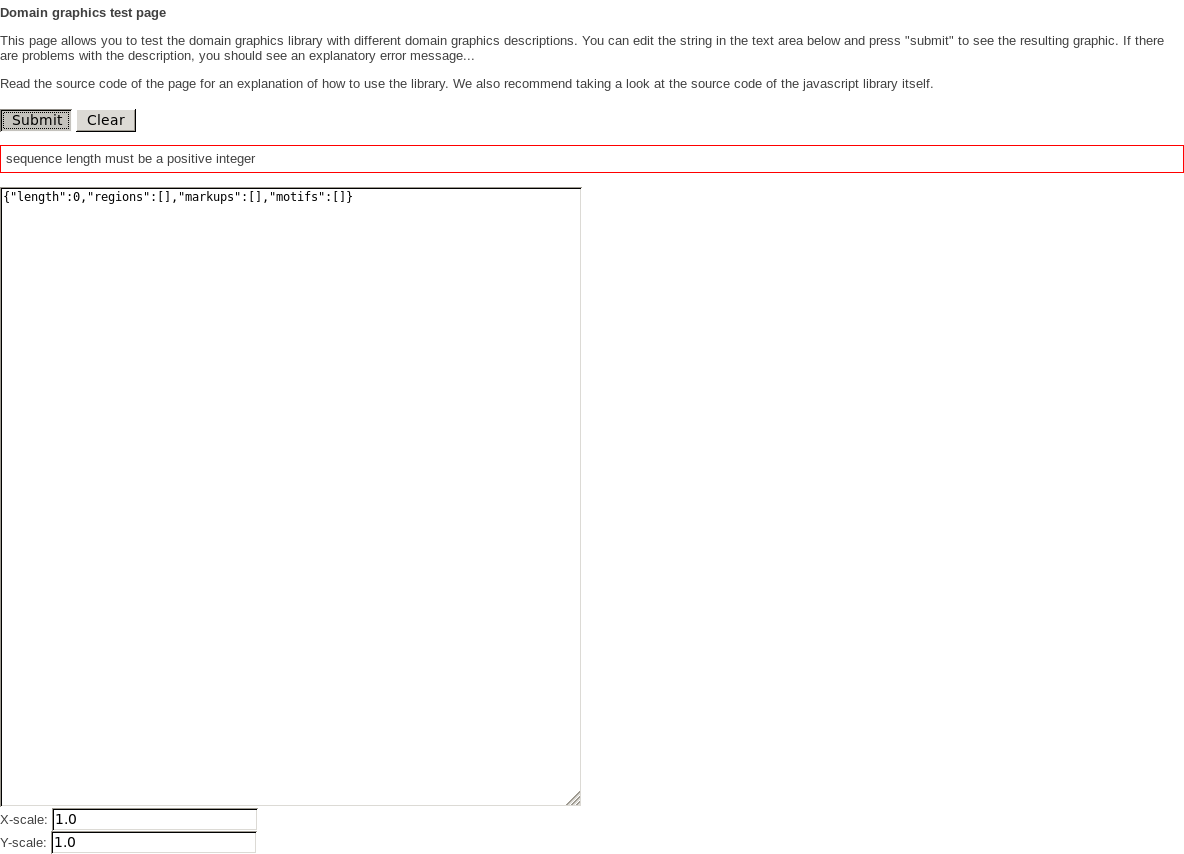 Domain graphics test page
This page allows you to test the domain graphics library with different domain graphics descriptions. You can edit the string in the text area below and press "submit" to see the resulting graphic. If there
are problems with the description, you should see an explanatory error message...
Read the source code of the page for an explanation of how to use the library. We also recommend taking a look at the source code of the javascript library itself.
Submit Clear
sequence length must be a positive integer
{"length":0,"regions":[],"markups":[],"motifs":[]}
X-scale: 1.0
Y-scale: 1.0